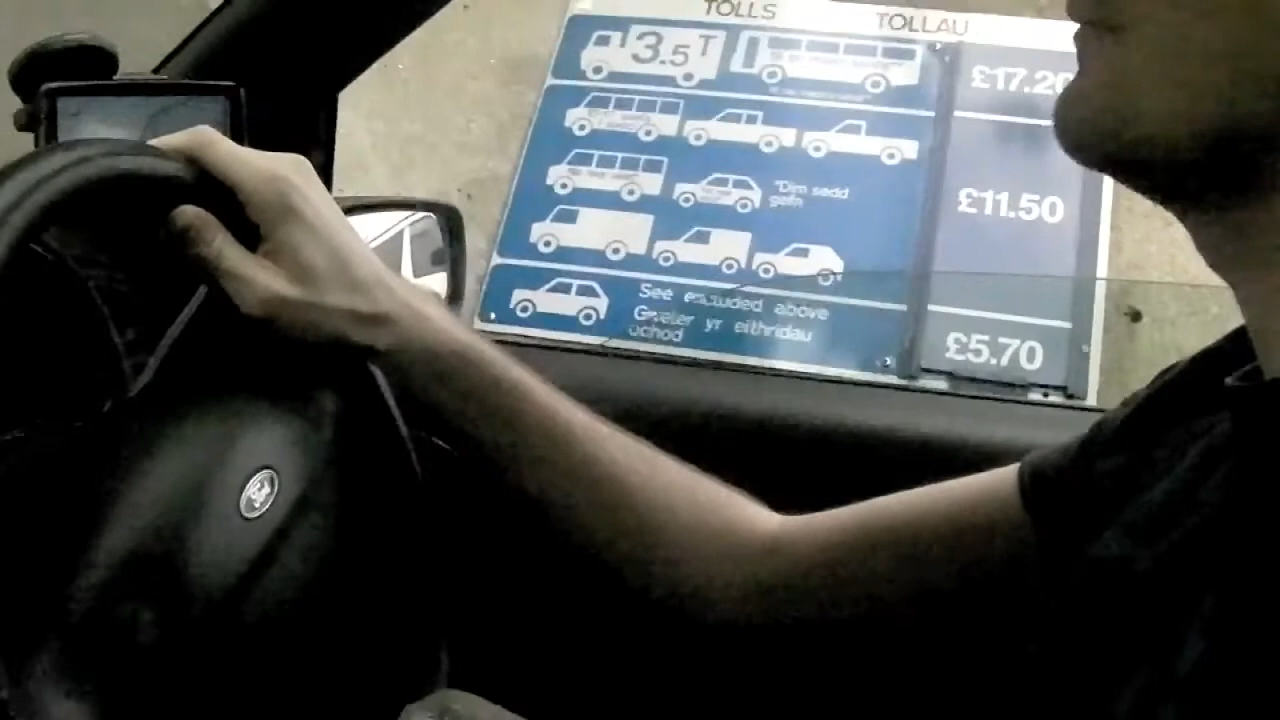 TOLLS TOLLAU
3.5T £17.20
£11.50
"Dim sedd
gefn
See excluded above
Gweler yr eithriadau
uchod
£5.70